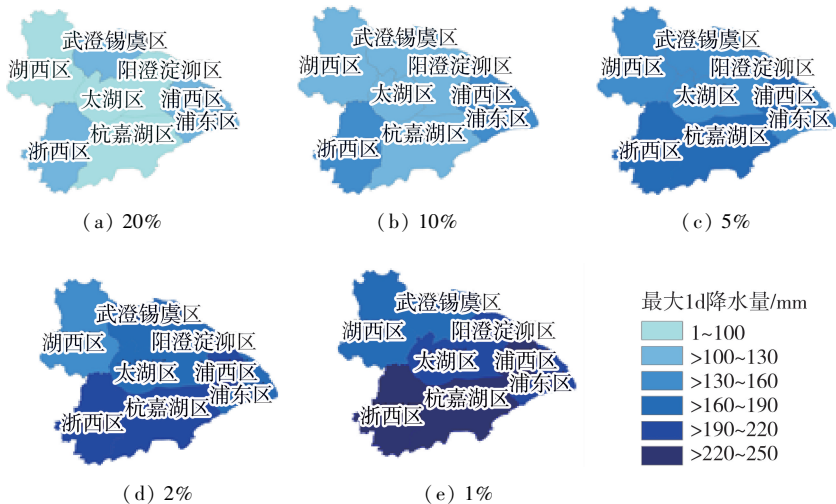 武澄锡虞区
湖西区
阳澄淀泖区
太湖区
浦西区
浦东区
杭嘉湖区
浙西区
(a) 20%
武澄锡虞区
湖西区
阳澄淀泖区
太湖区
浦西区
浦东区
杭嘉湖区
浙西区
(b) 10%
武澄锡虞区
湖西区
阳澄淀泖区
太湖区
浦西区
浦东区
杭嘉湖区
浙西区
(c) 5%
武澄锡虞区
湖西区
阳澄淀泖区
太湖区
浦西区
浦东区
杭嘉湖区
浙西区
(d) 2%
武澄锡虞区
湖西区
阳澄淀泖区
太湖区
浦西区
浦东区
杭嘉湖区
浙西区
(e) 1%
最大1d降水量/mm
1~100
>100~130
>130~160
>160~190
>190~220
>220~250